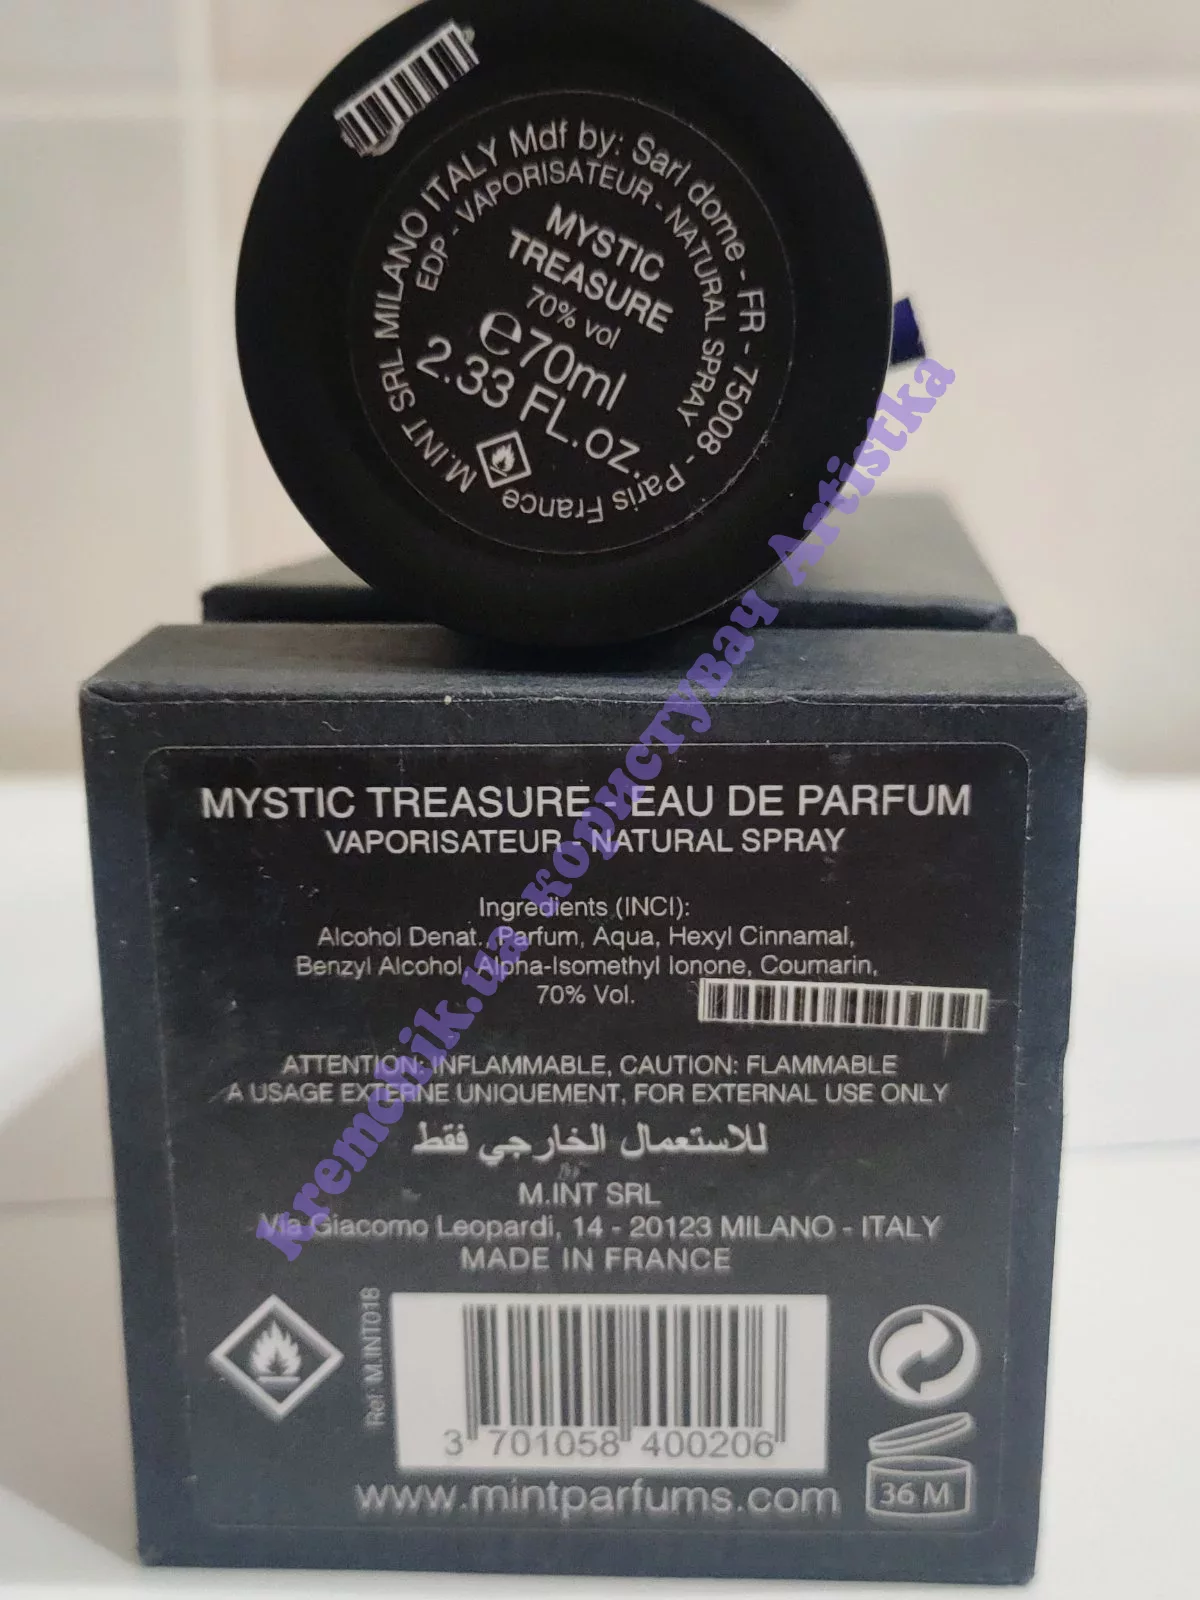 M.INT SRL MILANO ITALY Mdf by: Sarl dome - FR - 75008 - Paris France
EDP - VAPORISATEUR - NATURAL SPRAY
MYSTIC
TREASURE
70% vol
℮70ml
2.33 FL.oz.
MYSTIC TREASURE - EAU DE PARFUM
VAPORISATEUR - NATURAL SPRAY
Ingredients (INCI):
Alcohol Denat., Parfum, Aqua, Hexyl Cinnamal,
Benzyl Alcohol, Alpha-Isomethyl Ionone, Coumarin,
70% Vol.
ATTENTION: INFLAMMABLE, CAUTION: FLAMMABLE
A USAGE EXTERNE UNIQUEMENT, FOR EXTERNAL USE ONLY
للاستعمال الخارجي فقط
M.INT SRL
Via Giacomo Leopardi, 14 - 20123 MILANO - ITALY
MADE IN FRANCE
Ref: M.INT018
3 701058 400206
www.mintparfums.com
36 M
kremchik.ua користувач Artistka